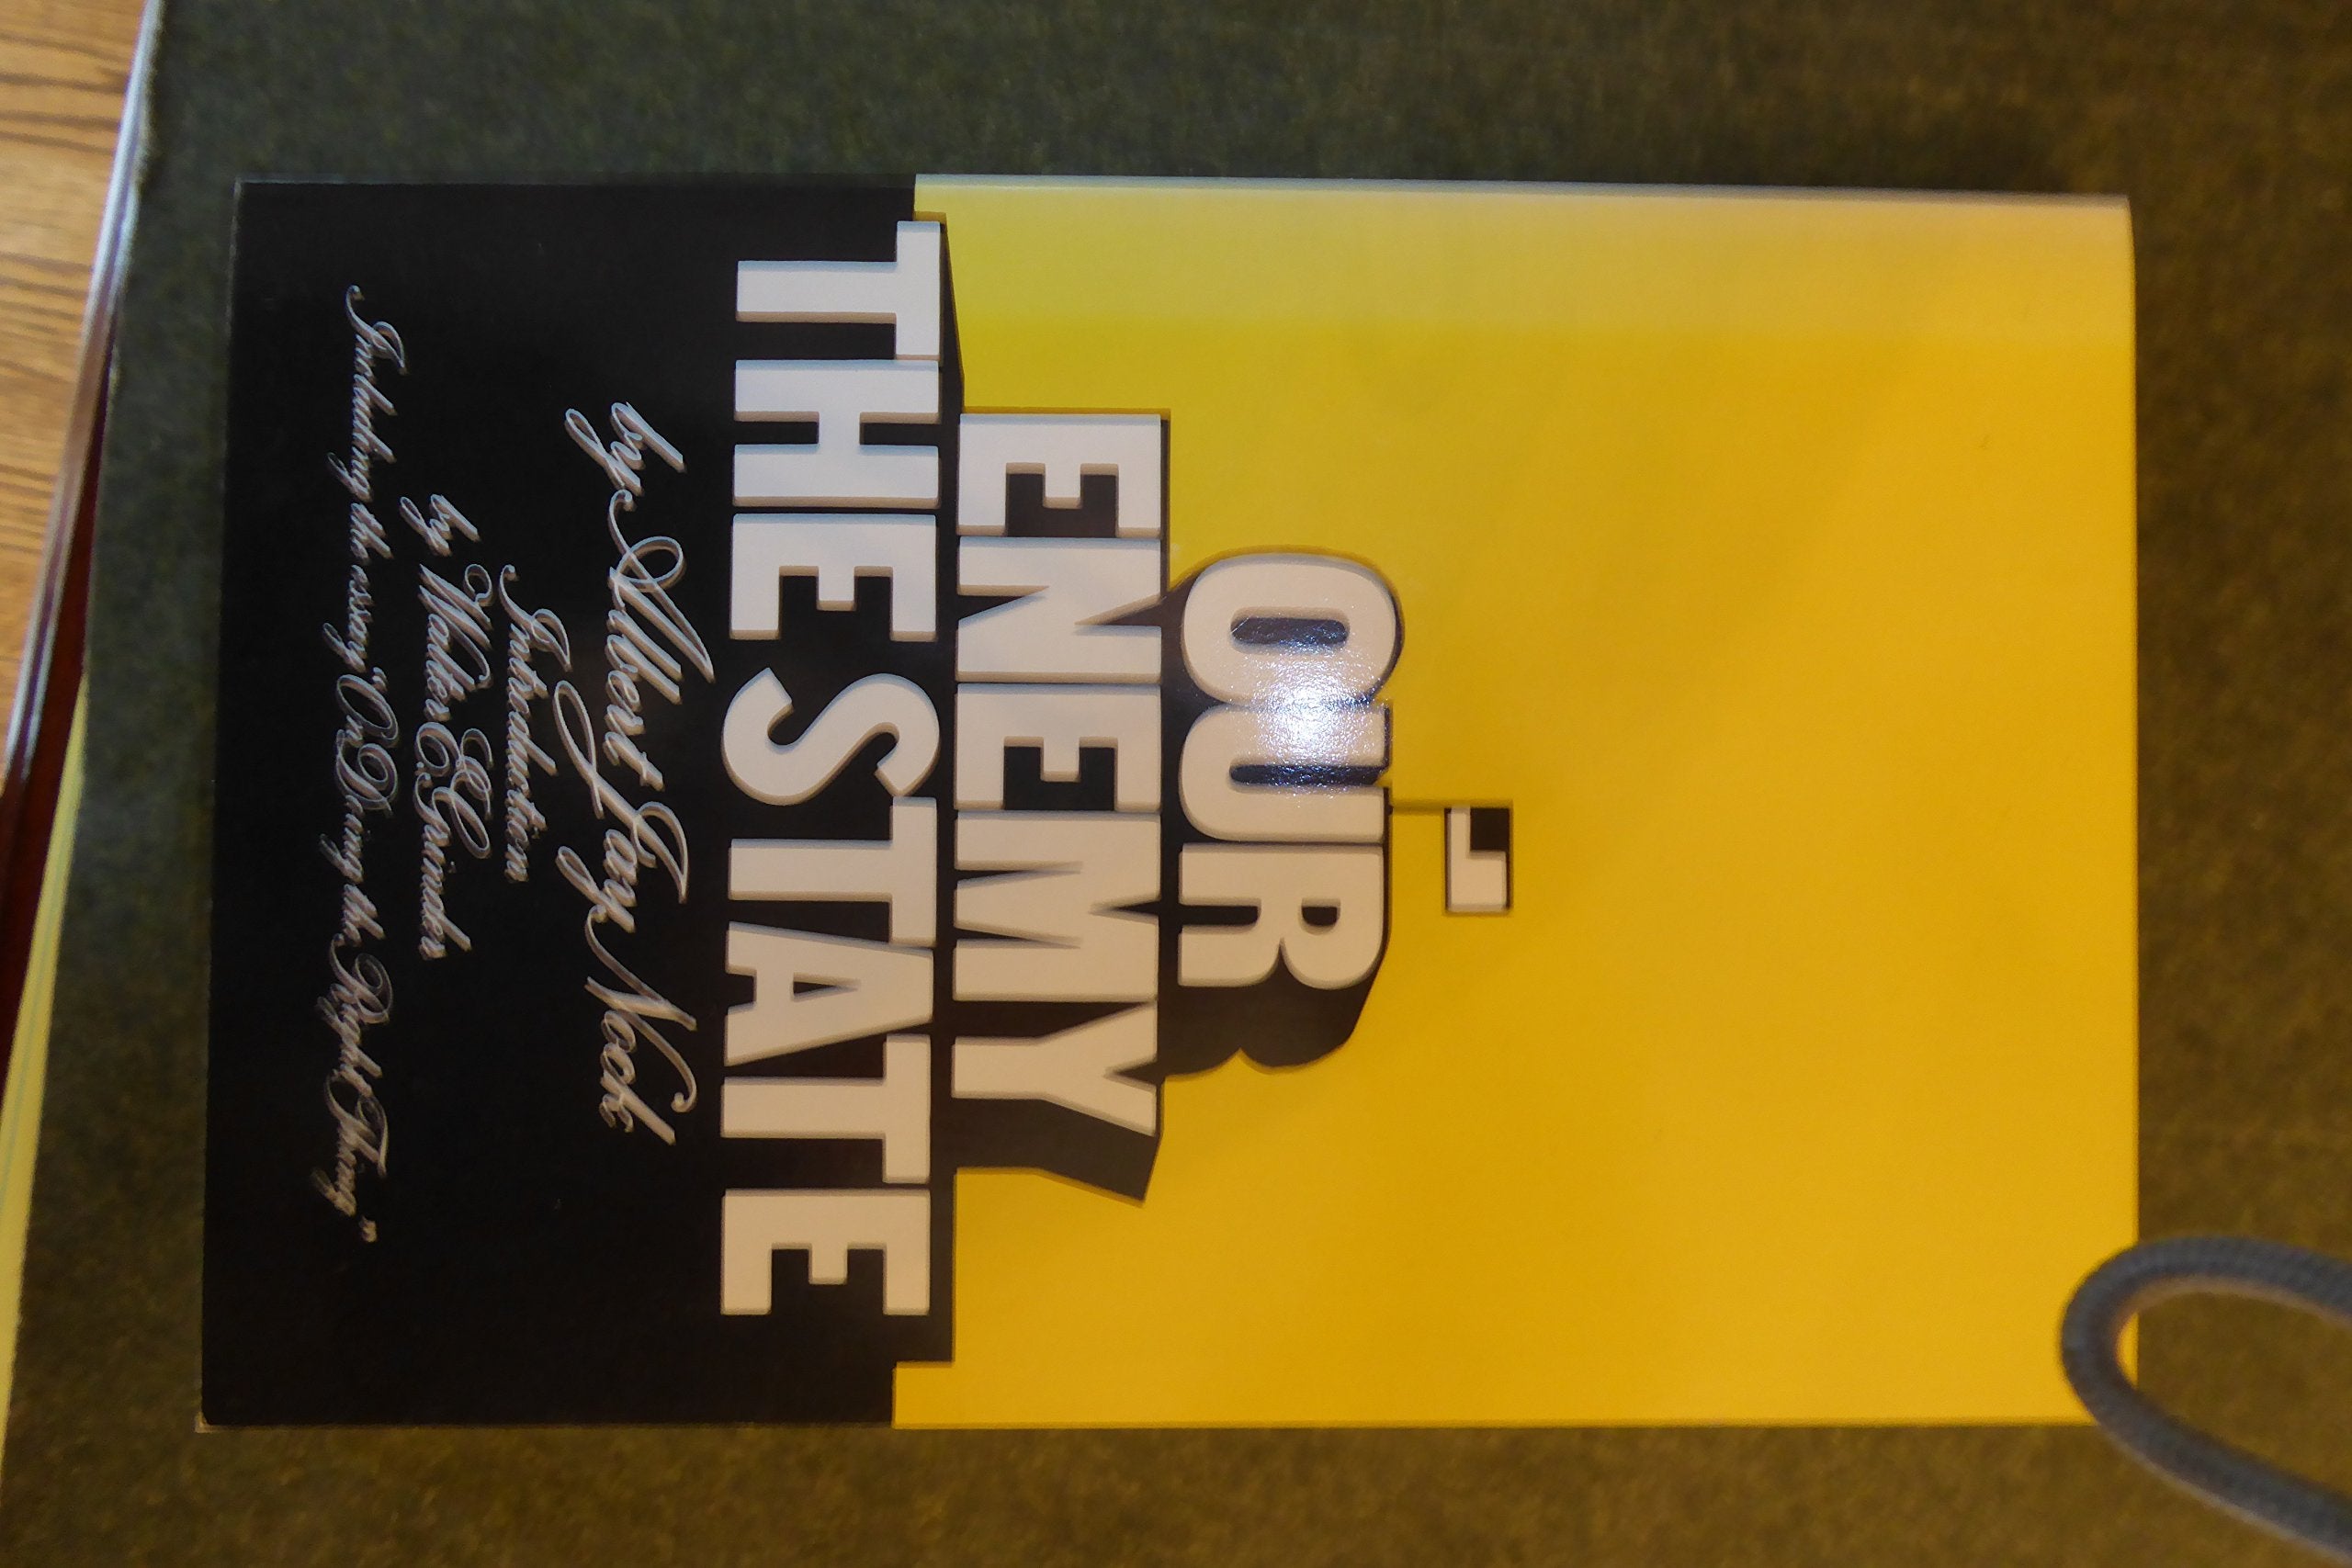 OUR
ENEMY
THE STATE
by Albert Jay Nock
Introduction
by Walter E. Grinder
Including the essay "On Doing the Right Thing"